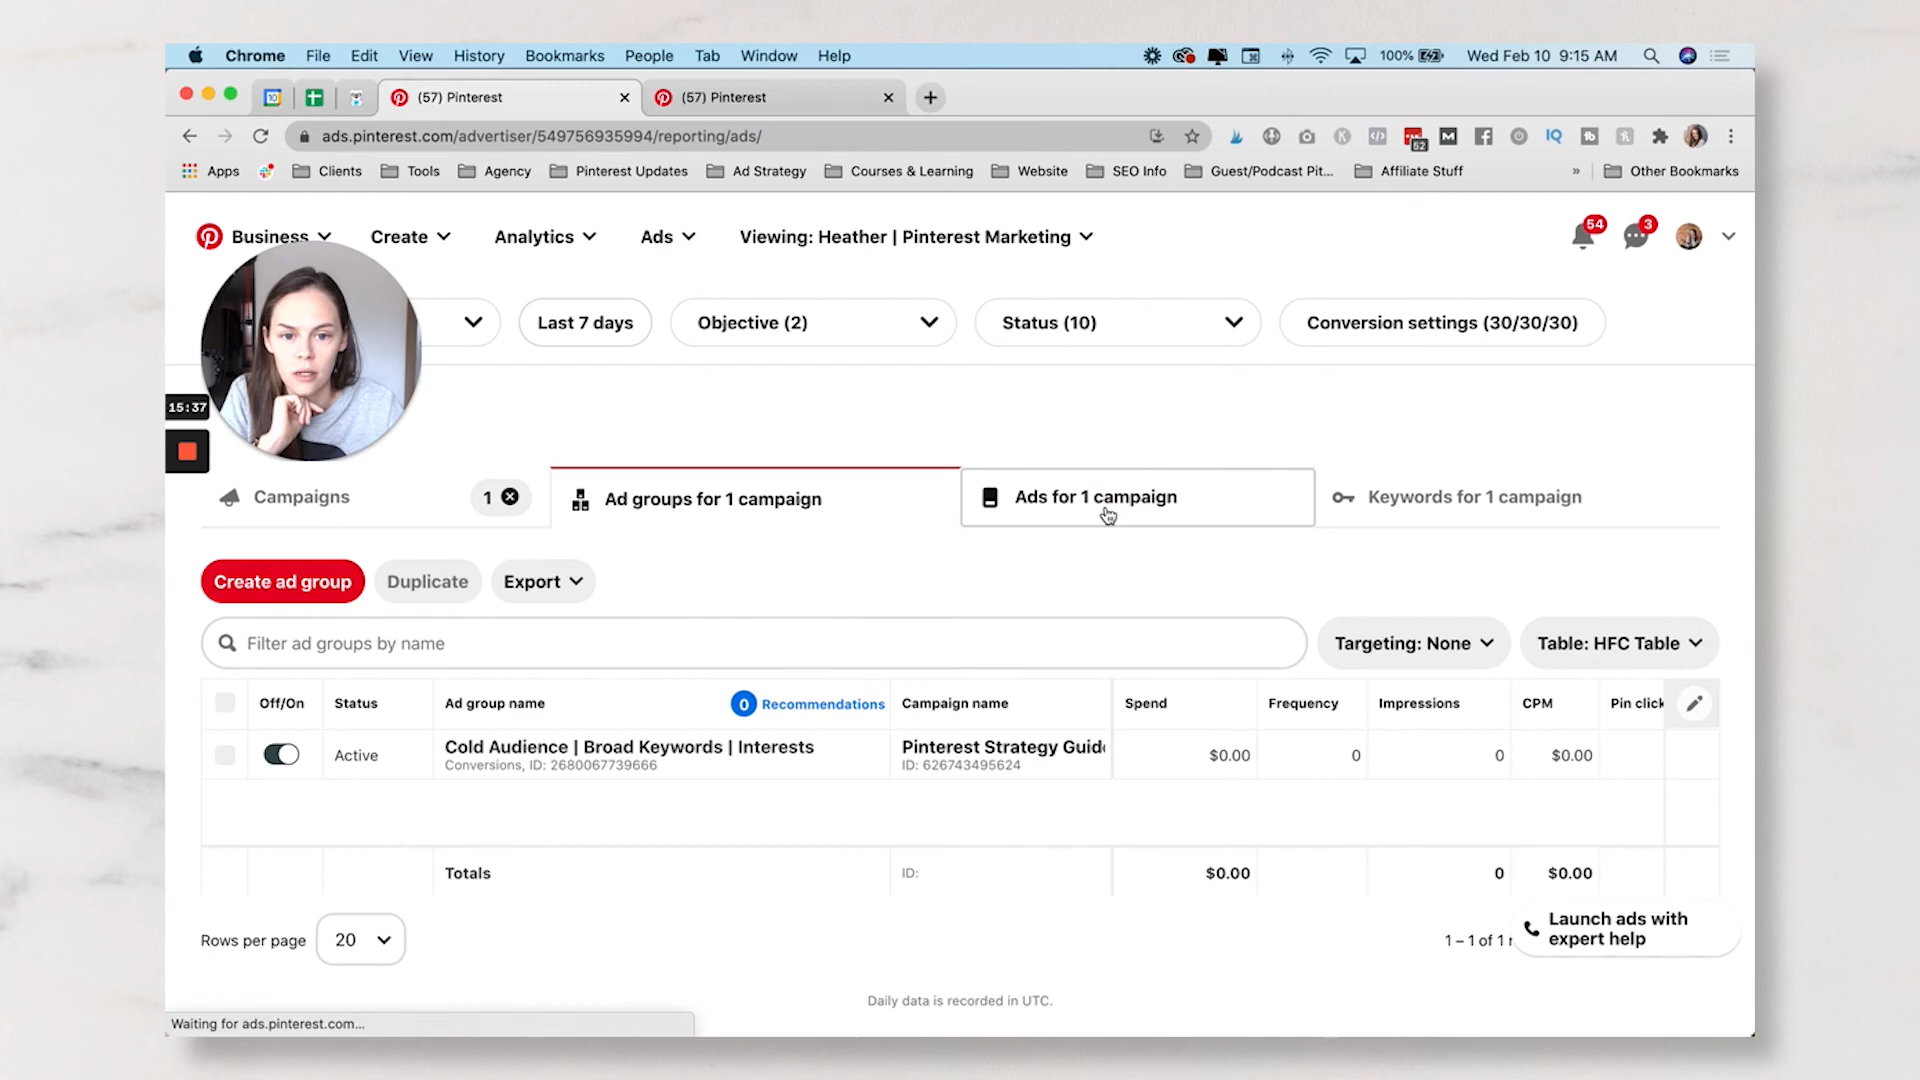 Chrome File Edit View History Bookmarks People Tab Window Help 100% Wed Feb 10 9:15 AM
(57) Pinterest (57) Pinterest
ads.pinterest.com/advertiser/549756935994/reporting/ads/ 52
Apps Clients Tools Agency Pinterest Updates Ad Strategy Courses & Learning Website SEO Info Guest/Podcast Pit... Affiliate Stuff » Other Bookmarks
Business Create Analytics Ads Viewing: Heather | Pinterest Marketing 54 3
Last 7 days Objective (2) Status (10) Conversion settings (30/30/30)
15:37
Campaigns 1 Ad groups for 1 campaign Ads for 1 campaign Keywords for 1 campaign
Create ad group Duplicate Export
Filter ad groups by name Targeting: None Table: HFC Table
Off/On Status Ad group name 0 Recommendations Campaign name Spend Frequency Impressions CPM Pin click
Active Cold Audience | Broad Keywords | Interests Pinterest Strategy Guide $0.00 0 0 $0.00
Conversions, ID: 2680067739666 ID: 626743495624
Totals ID: $0.00 0 $0.00
Rows per page 20 1 – 1 of 1
Launch ads with
expert help
Daily data is recorded in UTC.
Waiting for ads.pinterest.com...